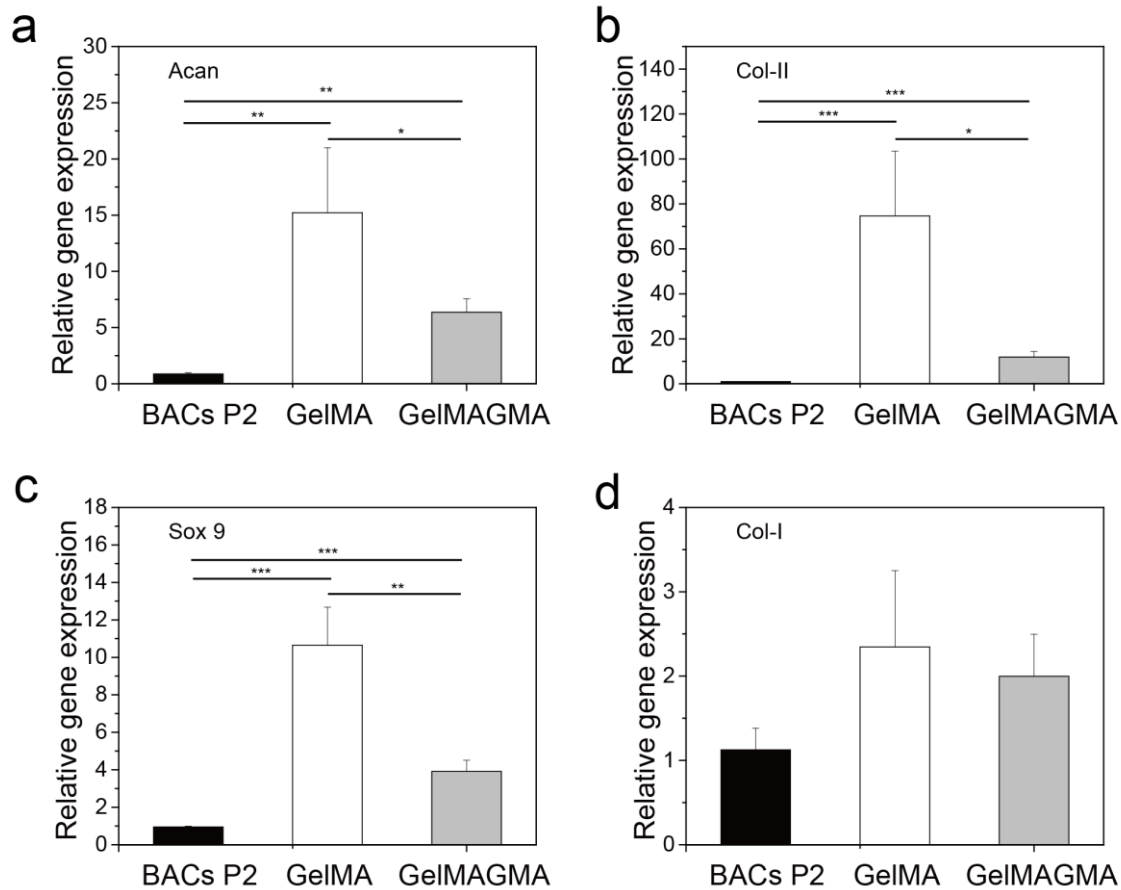 a
Relative gene expression
30
25
20
15
10
5
0
Acan
**
**
*
BACs P2 GelMA GelMAGMA
b
Relative gene expression
140
120
100
80
60
40
20
0
Col-II
***
***
*
BACs P2 GelMA GelMAGMA
c
Relative gene expression
18
16
14
12
10
8
6
4
2
0
Sox 9
***
***
**
BACs P2 GelMA GelMAGMA
d
Relative gene expression
4
3
2
1
0
Col-I
BACs P2 GelMA GelMAGMA